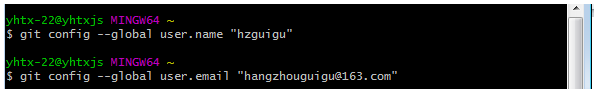 yhtx-22@yhtxjs MINGW64 ~
$ git config --global user.name "hzguigu"
yhtx-22@yhtxjs MINGW64 ~
$ git config --global user.email "hangzhouguigu@163.com"